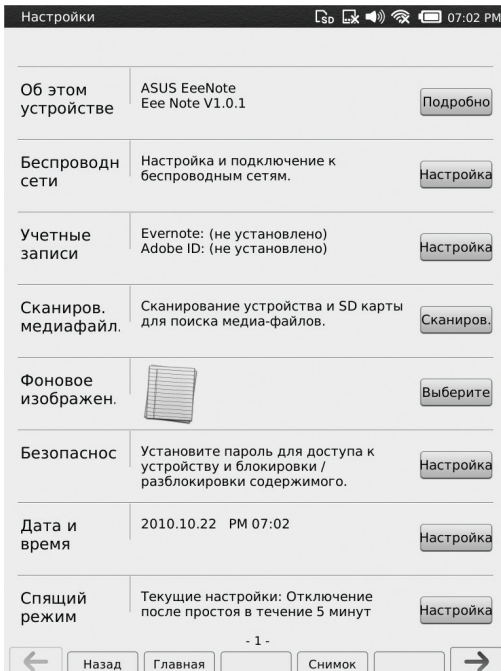 Настройки SD 07:02 PM
Об этом
устройстве
ASUS EeeNote
Eee Note V1.0.1
Подробно
Беспроводн
сети
Настройка и подключение к
беспроводным сетям.
Настройка
Учетные
записи
Evernote: (не установлено)
Adobe ID: (не установлено)
Настройка
Сканиров.
медиафайл.
Сканирование устройства и SD карты
для поиска медиа-файлов.
Сканиров.
Фоновое
изображен.
Выберите
Безопаснос
Установите пароль для доступа к
устройству и блокировки /
разблокировки содержимого.
Настройка
Дата и
время
2010.10.22 PM 07:02
Настройка
Спящий
режим
Текущие настройки: Отключение
после простоя в течение 5 минут
Настройка
- 1 -
Назад Главная Снимок